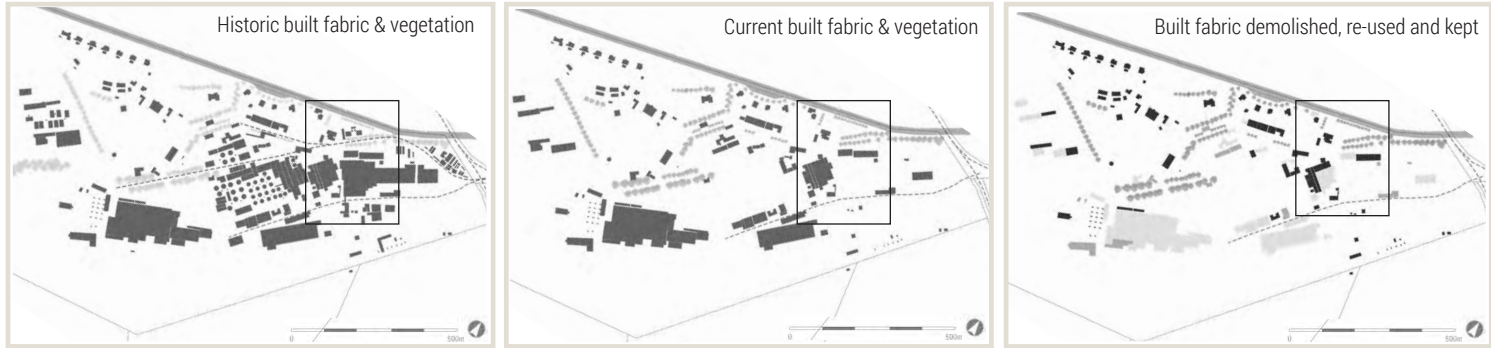 Historic built fabric & vegetation
0
500m
Current built fabric & vegetation
0
500m
Built fabric demolished, re-used and kept
0
500m